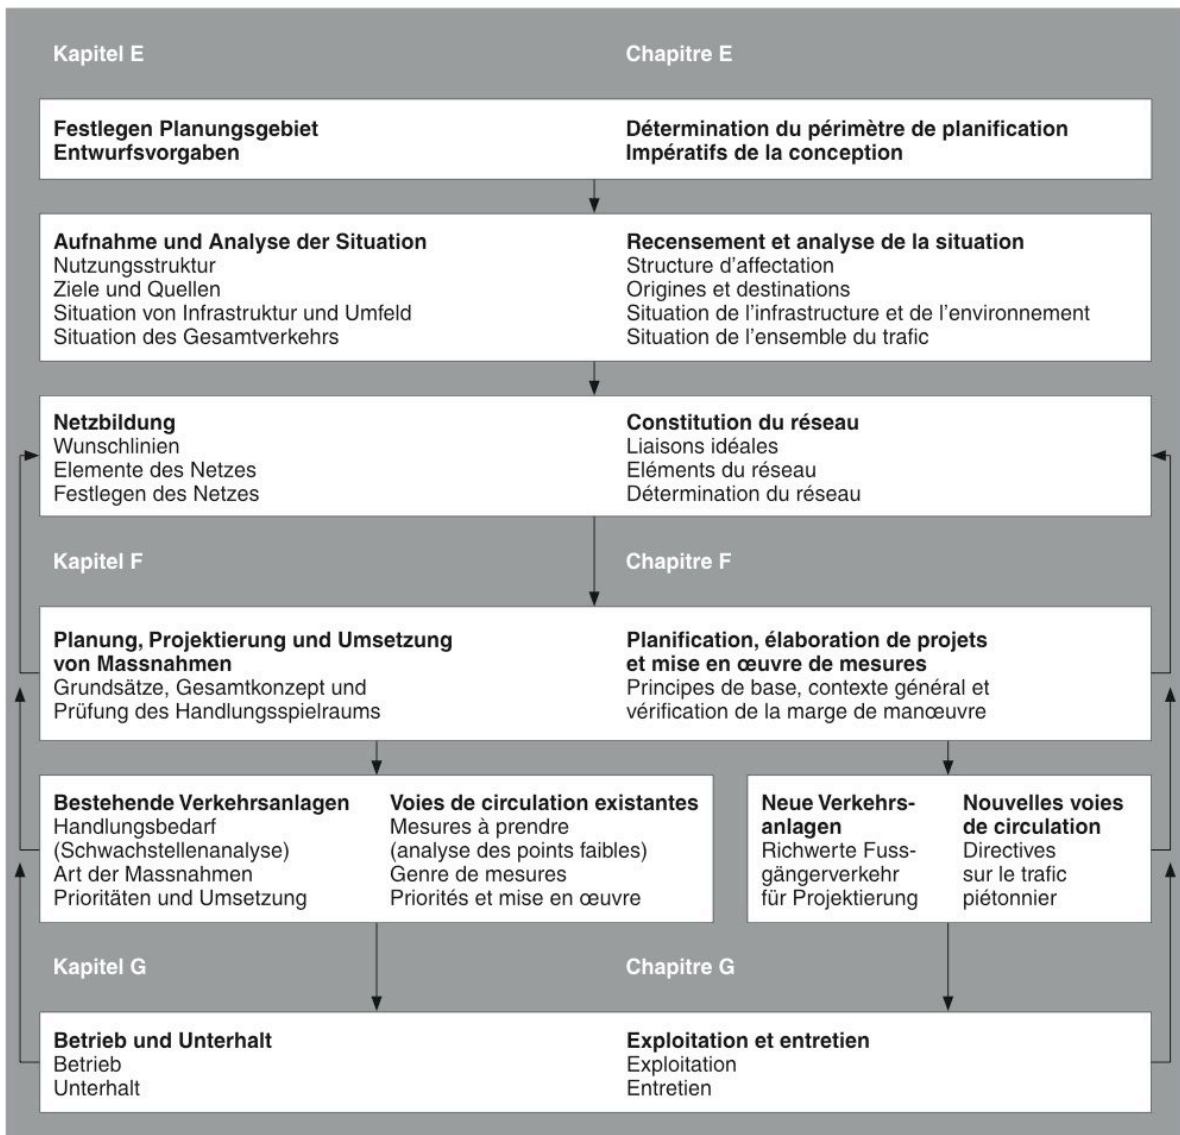 Kapitel E
Chapitre E
Festlegen Planungsgebiet
Entwurfsvorgaben
Détermination du périmètre de planification
Impératifs de la conception
Aufnahme und Analyse der Situation
Nutzungsstruktur
Ziele und Quellen
Situation von Infrastruktur und Umfeld
Situation des Gesamtverkehrs
Recensement et analyse de la situation
Structure d'affectation
Origines et destinations
Situation de l'infrastructure et de l'environnement
Situation de l'ensemble du trafic
Netzbildung
Wunschlinien
Elemente des Netzes
Festlegen des Netzes
Constitution du réseau
Liaisons idéales
Eléments du réseau
Détermination du réseau
Kapitel F
Chapitre F
Planung, Projektierung und Umsetzung
von Massnahmen
Grundsätze, Gesamtkonzept und
Prüfung des Handlungsspielraums
Planification, élaboration de projets
et mise en œuvre de mesures
Principes de base, contexte général et
vérification de la marge de manœuvre
Bestehende Verkehrsanlagen
Handlungsbedarf
(Schwachstellenanalyse)
Art der Massnahmen
Prioritäten und Umsetzung
Voies de circulation existantes
Mesures à prendre
(analyse des points faibles)
Genre de mesures
Priorités et mise en œuvre
Neue Verkehrs-
anlagen
Richwerte Fuss-
gängerverkehr
für Projektierung
Nouvelles voies
de circulation
Directives
sur le trafic
piétonnier
Kapitel G
Chapitre G
Betrieb und Unterhalt
Betrieb
Unterhalt
Exploitation et entretien
Exploitation
Entretien